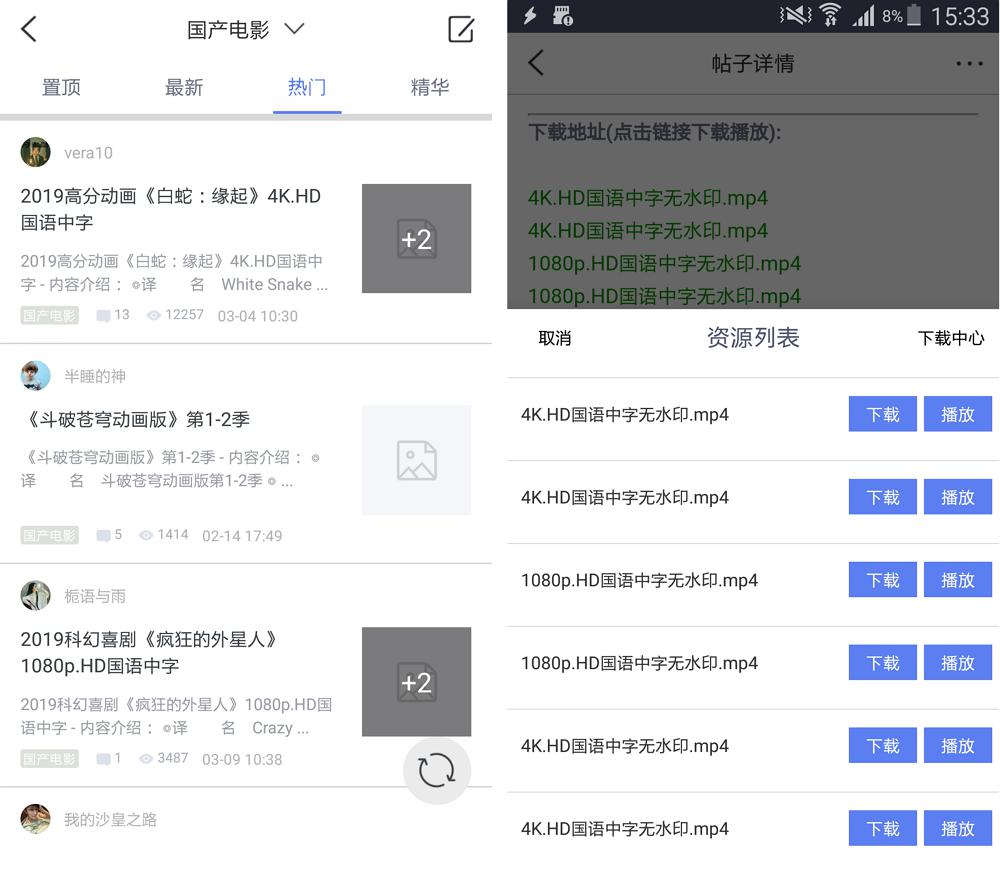 国产电影
置顶
最新
热门
精华
vera10
2019高分动画《白蛇：缘起》4K.HD
国语中字
+2
2019高分动画《白蛇：缘起》4K.HD国语中
字 - 内容介绍： ◎译 名 White Snake ...
国产电影 13 12257 03-04 10:30
半睡的神
《斗破苍穹动画版》第1-2季
《斗破苍穹动画版》第1-2季 - 内容介绍： ◎
译 名 斗破苍穹动画版第1-2季 ◎ ...
国产电影 5 1414 02-14 17:49
栀语与雨
2019科幻喜剧《疯狂的外星人》
1080p.HD国语中字
+2
2019科幻喜剧《疯狂的外星人》1080p.HD国
语中字 - 内容介绍： ◎译 名 Crazy ...
国产电影 1 3487 03-09 10:38
我的沙皇之路
8% 15:33
帖子详情
下载地址(点击链接下载播放):
4K.HD国语中字无水印.mp4
4K.HD国语中字无水印.mp4
1080p.HD国语中字无水印.mp4
1080p.HD国语中字无水印.mp4
取消 资源列表 下载中心
4K.HD国语中字无水印.mp4 下载 播放
4K.HD国语中字无水印.mp4 下载 播放
1080p.HD国语中字无水印.mp4 下载 播放
1080p.HD国语中字无水印.mp4 下载 播放
4K.HD国语中字无水印.mp4 下载 播放
4K.HD国语中字无水印.mp4 下载 播放